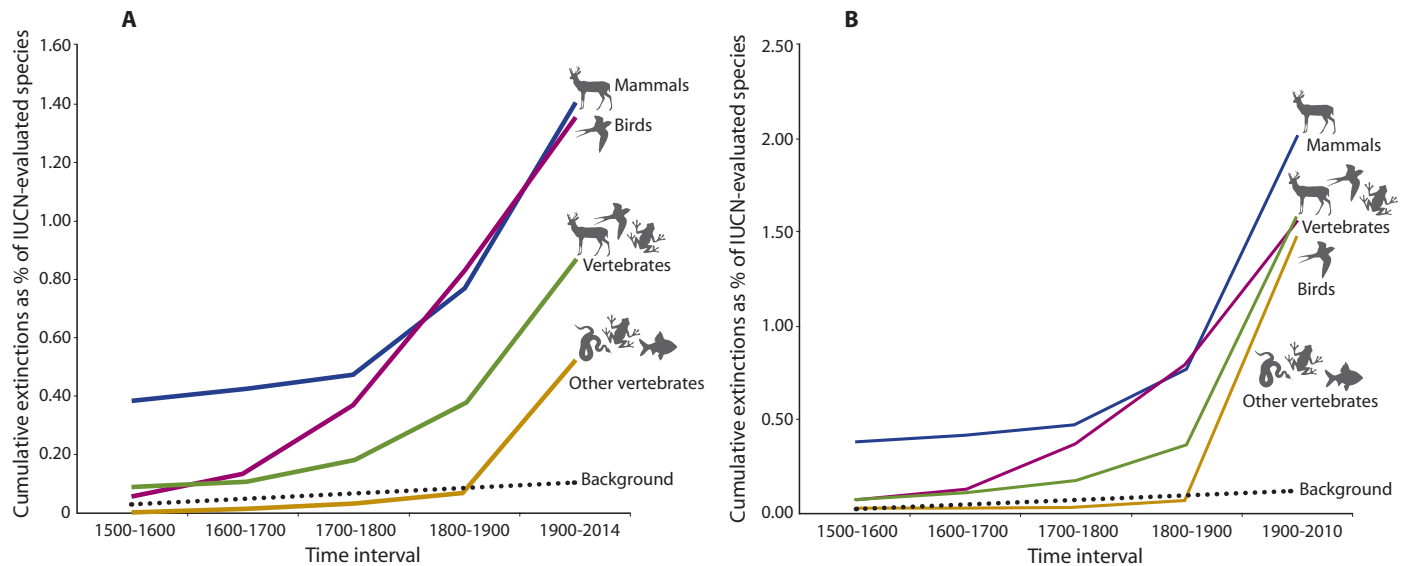 A
Cumulative extinctions as % of IUCN-evaluated species
1.60
1.40
1.20
1.00
0.80
0.60
0.40
0.20
0
Mammals
Birds
Vertebrates
Other vertebrates
Background
1500-1600
1600-1700
1700-1800
1800-1900
1900-2014
Time interval
B
Cumulative extinctions as % of IUCN-evaluated species
2.50
2.00
1.50
1.00
0.50
0.00
Mammals
Vertebrates
Birds
Other vertebrates
Background
1500-1600
1600-1700
1700-1800
1800-1900
1900-2010
Time interval